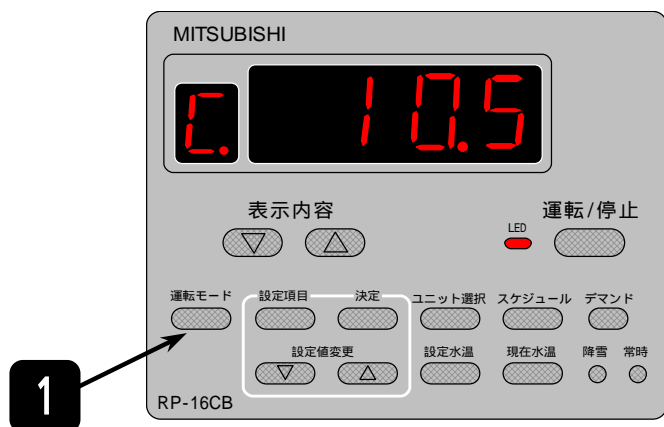 MITSUBISHI
C. 10.5
表示内容
運転/停止
LED
運転モード
設定項目
決定
ユニット選択
スケジュール
デマンド
設定値変更
設定水温
現在水温
降雪
常時
1
RP-16CB